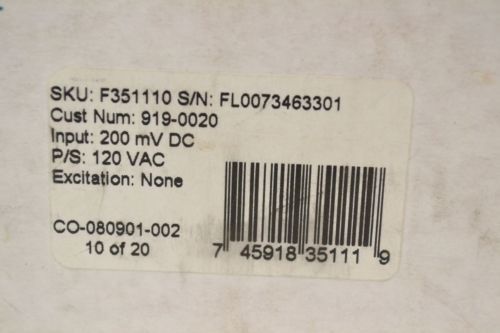 SKU: F351110 S/N: FL0073463301
Cust Num: 919-0020
Input: 200 mV DC
P/S: 120 VAC
Excitation: None
CO-080901-002
10 of 20
7 45918 35111 9